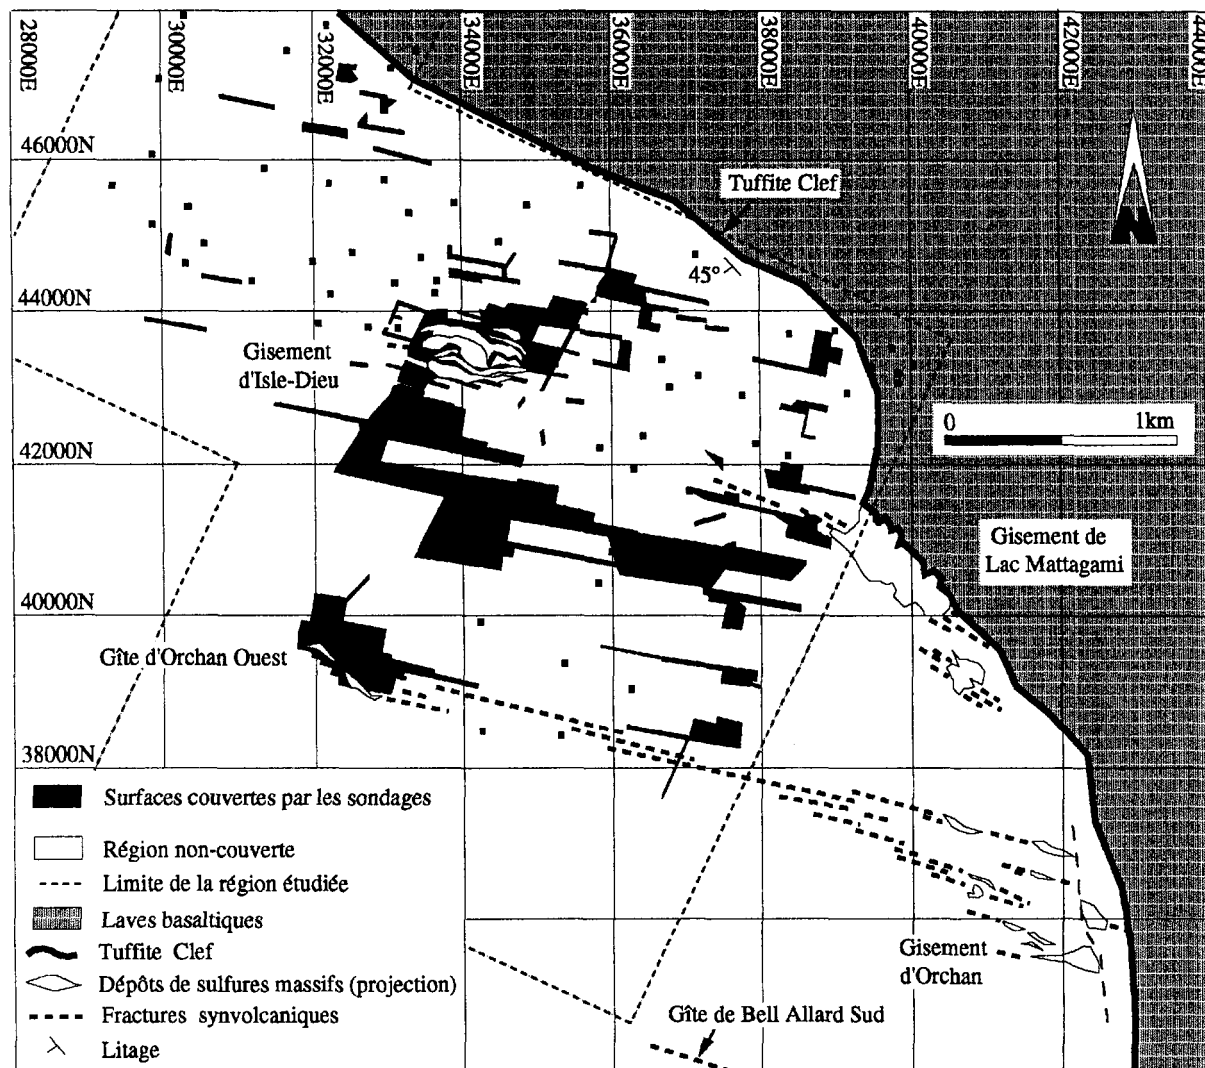 28000E
30000E
32000E
34000E
36000E
38000E
40000E
42000E
44000E
46000N
Tuffite Clef
N
45°
44000N
Gisement
d'Isle-Dieu
0 1km
42000N
Gisement de
Lac Mattagami
40000N
Gîte d'Orchan Ouest
38000N
Surfaces couvertes par les sondages
Région non-couverte
Limite de la région étudiée
Laves basaltiques
Tuffite Clef
Dépôts de sulfures massifs (projection)
Fractures synvolcaniques
Litage
Gisement
d'Orchan
Gîte de Bell Allard Sud